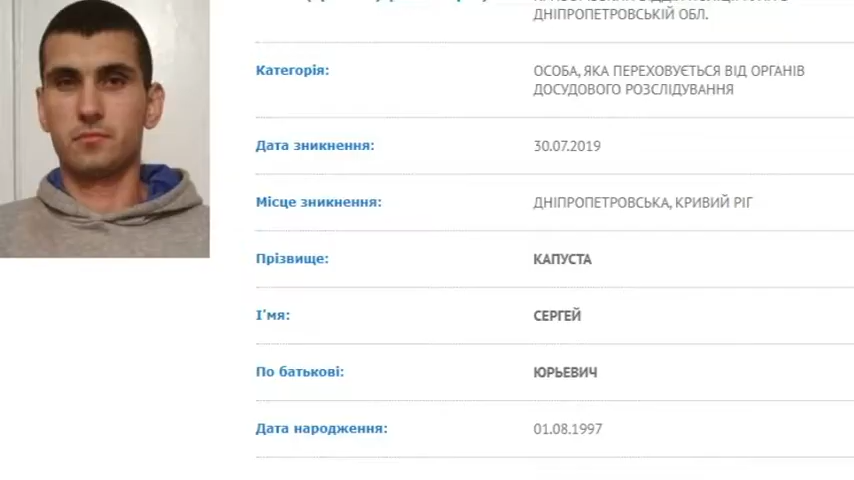 ДНІПРОПЕТРОВСЬКІЙ ОБЛ.
Категорія: ОСОБА, ЯКА ПЕРЕХОВУЄТЬСЯ ВІД ОРГАНІВ
ДОСУДОВОГО РОЗСЛІДУВАННЯ
Дата зникнення: 30.07.2019
Місце зникнення: ДНІПРОПЕТРОВСЬКА, КРИВИЙ РІГ
Прізвище: КАПУСТА
І'мя: СЕРГЕЙ
По батькові: ЮРЬЕВИЧ
Дата народження: 01.08.1997